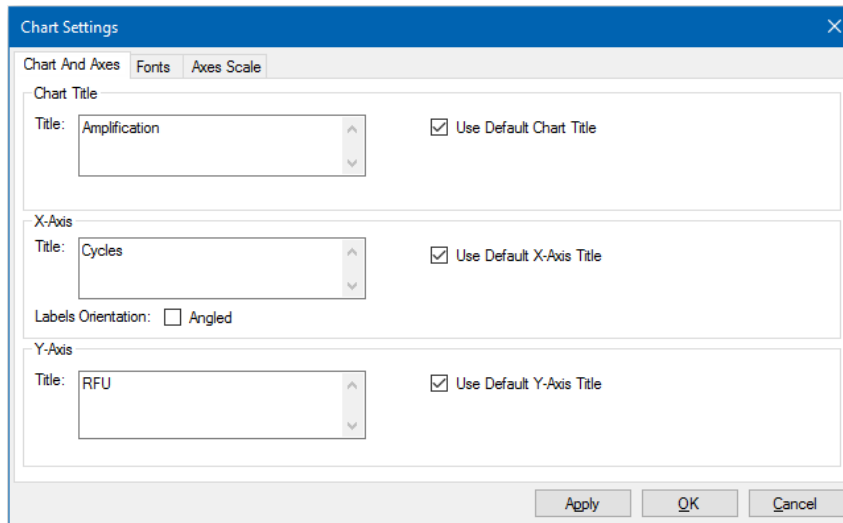 Chart Settings
Chart And Axes Fonts Axes Scale
Chart Title
Title: Amplification Use Default Chart Title
X-Axis
Title: Cycles Use Default X-Axis Title
Labels Orientation: Angled
Y-Axis
Title: RFU Use Default Y-Axis Title
Apply OK Cancel